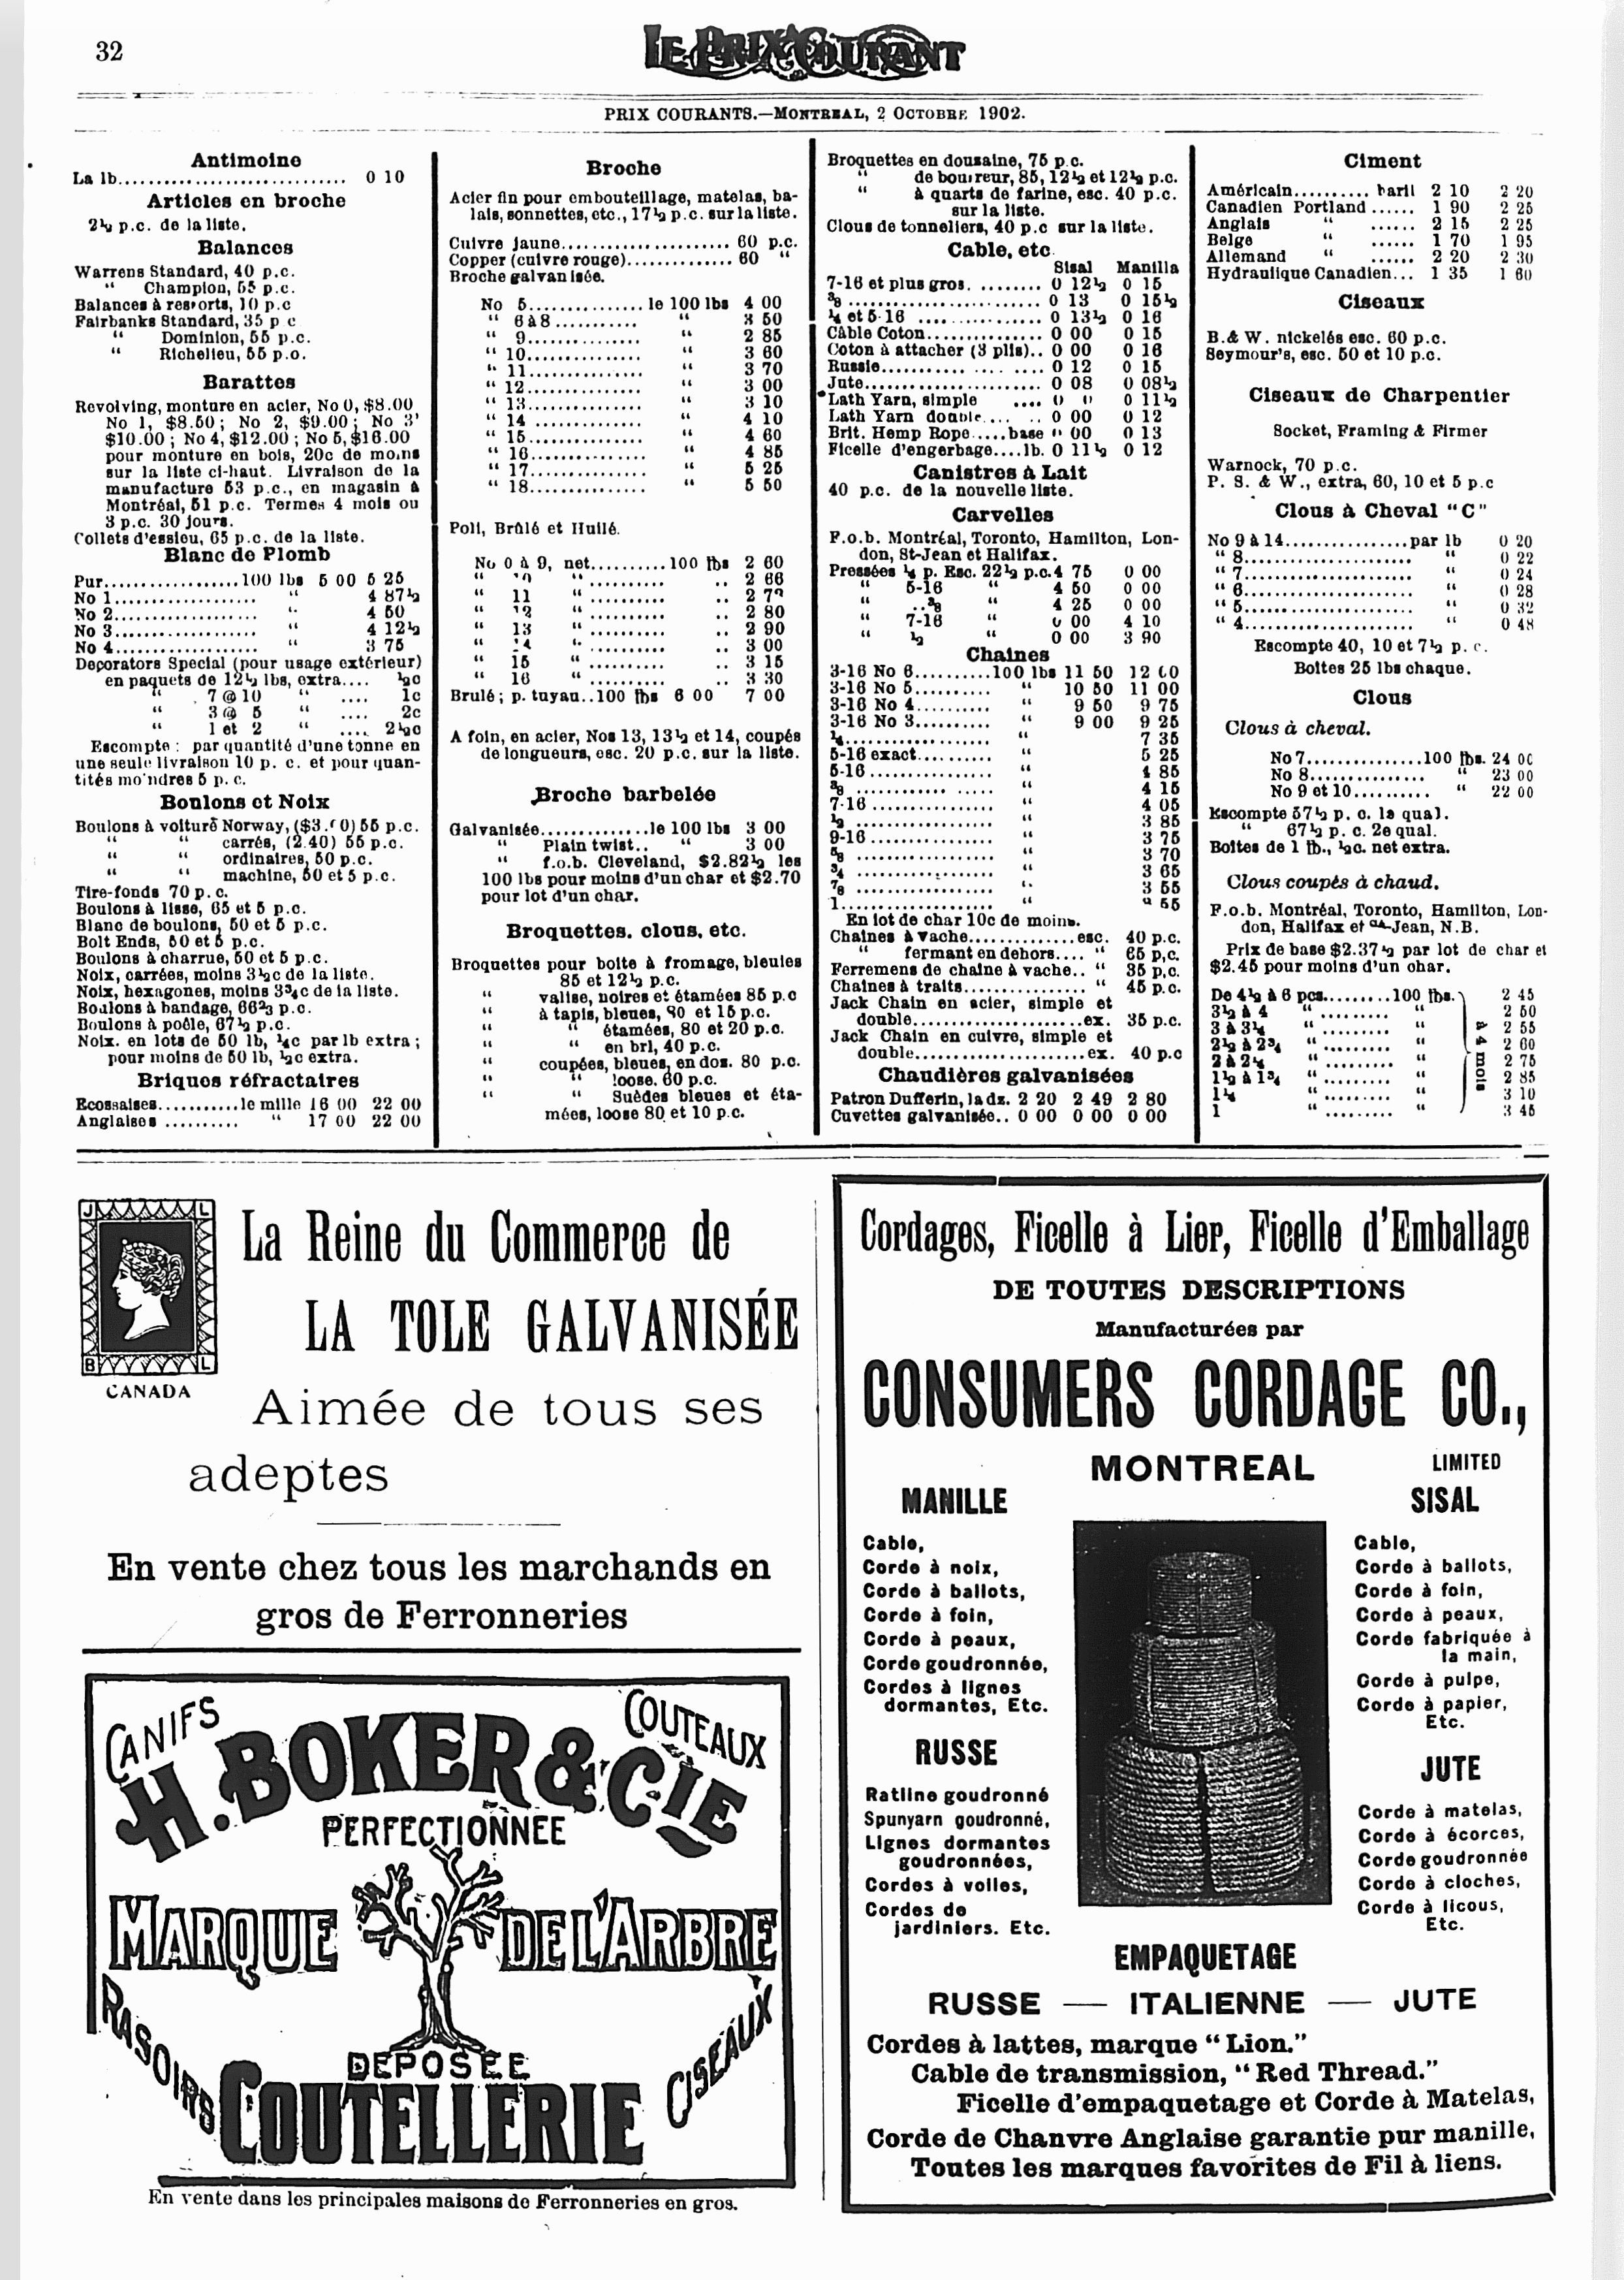 32
LE PRIX COURANT
PRIX COURANTS.—MONTREAL, 2 OCTOBRE 1902.
Antimoine
La lb............................ 0 10
Articles en broche
2½ p.c. de la liste.
Balances
Warrens Standard, 40 p.c.
“ Champion, 55 p.c.
Balances à ressorts, 10 p.c
Fairbanks Standard, 35 p c
“ Dominion, 55 p.c.
“ Richelieu, 55 p.o.
Barattes
Revolving, monture en acier, No 0, $8.00
No 1, $8.50; No 2, $9.00; No 3'
$10.00; No 4, $12.00; No 5, $16.00
pour monture en bois, 20c de moins
sur la liste ci-haut. Livraison de la
manufacture 53 p.c., en magasin à
Montréal, 51 p.c. Termes 4 mois ou
3 p.c. 30 jours.
Collets d'essieu, 65 p.c. de la liste.
Blanc de Plomb
Pur.................100 lbs 5 00 5 25
No 1.................... “ 4 87½
No 2.................... “ 4 50
No 3.................... “ 4 12½
No 4.................... “ 3 75
Decorators Special (pour usage extérieur)
en paquets de 12½ lbs, extra.... ½c
“ 7 @ 10 “ .... 1c
“ 3 @ 5 “ .... 2c
“ 1 et 2 “ .... 2½c
Escompte: par quantité d'une tonne en
une seule livraison 10 p. c. et pour quan-
tités moindres 5 p. c.
Boulons et Noix
Boulons à voiture Norway, ($3.00) 55 p.c.
“ “ carrés, (2.40) 55 p.c.
“ “ ordinaires, 50 p.c.
“ “ machine, 50 et 5 p.c.
Tire-fonds 70 p. c.
Boulons à lisse, 65 et 5 p.c.
Blanc de boulons, 50 et 5 p.c.
Bolt Ends, 50 et 5 p.c.
Boulons à charrue, 50 et 5 p.c.
Noix, carrées, moins 3½c de la liste.
Noix, hexagones, moins 3¾c de la liste.
Boulons à bandage, 66⅔ p.c.
Boulons à poêle, 67½ p.c.
Noix. en lots de 50 lb, ¼c par lb extra;
pour moins de 50 lb, ½c extra.
Briques réfractaires
Ecossaises..........le mille 16 00 22 00
Anglaises .......... “ 17 00 22 00
Broche
Acier fin pour embouteillage, matelas, ba-
lais, sonnettes, etc., 17½ p.c. sur la liste.
Cuivre jaune..................... 60 p.c.
Copper (cuivre rouge)............. 60 “
Broche galvanisée.
No 5..............le 100 lbs 4 00
“ 6 à 8........... “ 3 50
“ 9.............. “ 2 85
“ 10.............. “ 3 60
“ 11.............. “ 3 70
“ 12.............. “ 3 00
“ 13.............. “ 3 10
“ 14 ............. “ 4 10
“ 15.............. “ 4 60
“ 16.............. “ 4 85
“ 17.............. “ 5 25
“ 18.............. “ 5 50
Poli, Brûlé et Huilé.
No 0 à 9, net..........100 lbs 2 60
“ 10 “ .......... .. 2 66
“ 11 “ .......... .. 2 7
“ 12 “ .......... .. 2 80
“ 13 “ .......... .. 2 90
“ 14 “ .......... .. 3 00
“ 15 “ .......... .. 3 15
“ 16 “ .......... .. 3 30
Brulé; p. tuyau..100 lbs 6 00 7 00
A foin, en acier, Nos 13, 13½ et 14, coupés
de longueurs, esc. 20 p.c. sur la liste.
Broche barbelée
Galvanisée..............le 100 lbs 3 00
“ Plain twist.. “ 3 00
“ f.o.b. Cleveland, $2.82½ les
100 lbs pour moins d'un char et $2.70
pour lot d'un char.
Broquettes. clous, etc.
Broquettes pour boite à fromage, bleuies
85 et 12½ p.c.
“ valise, noires et étamées 85 p.c
“ à tapis, bleues, 80 et 15 p.c.
“ “ étamées, 80 et 20 p.c.
“ “ en brl, 40 p.c.
“ coupées, bleues, en dos. 80 p.c.
“ “ loose. 60 p.c.
“ “ Suèdes bleues et éta-
mées, loose 80 et 10 p.c.
Broquettes en dousaine, 75 p.c.
“ de bourreur, 85, 12½ et 12½ p.c.
“ à quarts de farine, esc. 40 p.c.
sur la liste.
Clous de tonneliers, 40 p.c sur la liste.
Cable, etc
Sisal Manilla
7-16 et plus gros. ........ 0 12½ 0 15
⅜ ........................ 0 13 0 15½
¼ et 5-16 ................ 0 13½ 0 16
Câble Coton.............. 0 00 0 15
Coton à attacher (3 plis).. 0 00 0 16
Russie.................... 0 12 0 15
Jute...................... 0 08 0 08½
Lath Yarn, simple .... 0 0 0 11½
Lath Yarn double.... .. 0 00 0 12
Brit. Hemp Rope....base 0 00 0 13
Ficelle d'engerbage....lb. 0 11½ 0 12
Canistres à Lait
40 p.c. de la nouvelle liste.
Carvelles
F.o.b. Montréal, Toronto, Hamilton, Lon-
don, St-Jean et Halifax.
Pressées ¼ p. Esc. 22½ p.c. 4 75 0 00
“ 5-16 “ 4 50 0 00
“ ..⅜ “ 4 25 0 00
“ 7-16 “ 0 00 4 10
“ ½ “ 0 00 3 90
Chaines
3-16 No 6..........100 lbs 11 50 12 00
3-16 No 5.......... “ 10 50 11 00
3-16 No 4.......... “ 9 50 9 75
3-16 No 3.......... “ 9 00 9 25
¼..................... “ 7 35
5-16 exact.......... “ 5 25
5-16................. “ 4 85
⅜ .................. “ 4 15
7-16 ................ “ 4 05
½ .................. “ 3 85
9-16 ................ “ 3 75
⅝ .................. “ 3 70
¾ .................. “ 3 65
⅞ .................. “ 3 55
1.................... “ 55
En lot de char 10c de moins.
Chaînes à vache.............esc. 40 p.c.
“ fermant en dehors.... “ 65 p,c.
Ferremens de chaîne à vache.. “ 35 p,c.
Chaînes à traits.............. “ 45 p.c.
Jack Chain en acier, simple et
double.....................ex. 35 p.c.
Jack Chain en cuivre, simple et
double.....................ex. 40 p.c
Chaudières galvanisées
Patron Dufferin, la dz. 2 20 2 49 2 80
Cuvettes galvanisée.. 0 00 0 00 0 00
Ciment
Américain.......... baril 2 10 2 20
Canadien Portland ...... 1 90 2 25
Anglais “ ...... 2 15 2 25
Belge “ ...... 1 70 1 95
Allemand “ ...... 2 20 2 30
Hydraulique Canadien... 1 35 1 60
Ciseaux
B.& W. nickelés esc. 60 p.c.
Seymour's, esc. 50 et 10 p.c.
Ciseaux de Charpentier
Socket, Framing & Firmer
Warnock, 70 p.c.
P. S. & W., extra, 60, 10 et 5 p.c
Clous à Cheval "C"
No 9 à 14...............par lb 0 20
“ 8..................... “ 0 22
“ 7..................... “ 0 24
“ 6..................... “ 0 28
“ 5..................... “ 0 32
“ 4..................... “ 0 48
Escompte 40, 10 et 7½ p. c.
Boîtes 25 lbs chaque.
Clous
Clous à cheval.
No 7...............100 lbs. 24 00
No 8............... “ 23 00
No 9 et 10.......... “ 22 00
Escompte 57½ p. c. 1e qual.
“ 67½ p. c. 2e qual.
Boîtes de 1 lb., ½c. net extra.
Clous coupés à chaud.
F.o.b. Montréal, Toronto, Hamilton, Lon-
don, Halifax et -Jean, N.B.
Prix de base $2.37½ par lot de char et
$2.45 pour moins d'un char.
De 4½ à 6 pcs.........100 lbs. 2 45
3½ à 4 “ ......... “ 2 50
3 à 3¼ “ ......... “ 2 55
2½ à 2¾ “ ......... “ 2 60
2 à 2¼ “ ......... “ 2 75
1½ à 1¾ “ ......... “ 2 85
1¼ “ ......... “ 3 10
1 “ ......... “ 3 45
à 4 mois
J L
B L
CANADA
La Reine du Commerce de
LA TOLE GALVANISÉE
Aimée de tous ses
adeptes
En vente chez tous les marchands en
gros de Ferronneries
CANIFS
COUTEAUX
H. BOKER & CIE
PERFECTIONNEE
MARQUE DE L'ARBRE
RASOIRS
DEPOSÉE
CISEAUX
COUTELLERIE
En vente dans les principales maisons de Ferronneries en gros.
Cordages, Ficelle à Lier, Ficelle d'Emballage
DE TOUTES DESCRIPTIONS
Manufacturées par
CONSUMERS CORDAGE CO.,
MONTREAL
LIMITED
MANILLE
Cable,
Corde à noix,
Corde à ballots,
Corde à foin,
Corde à peaux,
Corde goudronnée,
Cordes à lignes
dormantes, Etc.
RUSSE
Ratline goudronné
Spunyarn goudronné,
Lignes dormantes
goudronnées,
Cordes à voiles,
Cordes de
jardiniers. Etc.
SISAL
Cable,
Corde à ballots,
Corde à foin,
Corde à peaux,
Corde fabriquée à
la main,
Corde à pulpe,
Corde à papier,
Etc.
JUTE
Corde à matelas,
Corde à écorces,
Corde goudronnée
Corde à cloches,
Corde à licous,
Etc.
EMPAQUETAGE
RUSSE — ITALIENNE — JUTE
Cordes à lattes, marque “Lion.”
Cable de transmission, “Red Thread.”
Ficelle d'empaquetage et Corde à Matelas,
Corde de Chanvre Anglaise garantie pur manille,
Toutes les marques favorites de Fil à liens.